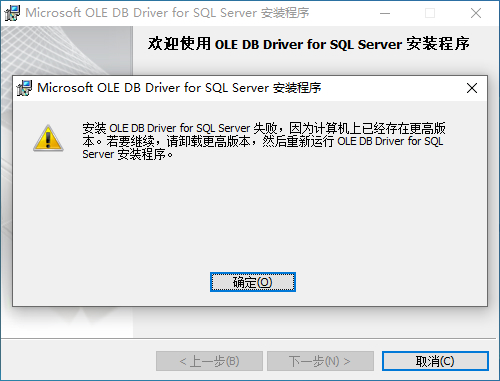 Microsoft OLE DB Driver for SQL Server 安装程序
欢迎使用 OLE DB Driver for SQL Server 安装程序
Microsoft OLE DB Driver for SQL Server 安装程序
安装 OLE DB Driver for SQL Server 失败，因为计算机上已经存在更高版
本。若要继续，请卸载更高版本，然后重新运行 OLE DB Driver for SQL
Server 安装程序。
确定(O)
< 上一步(B)
下一步(N) >
取消(C)